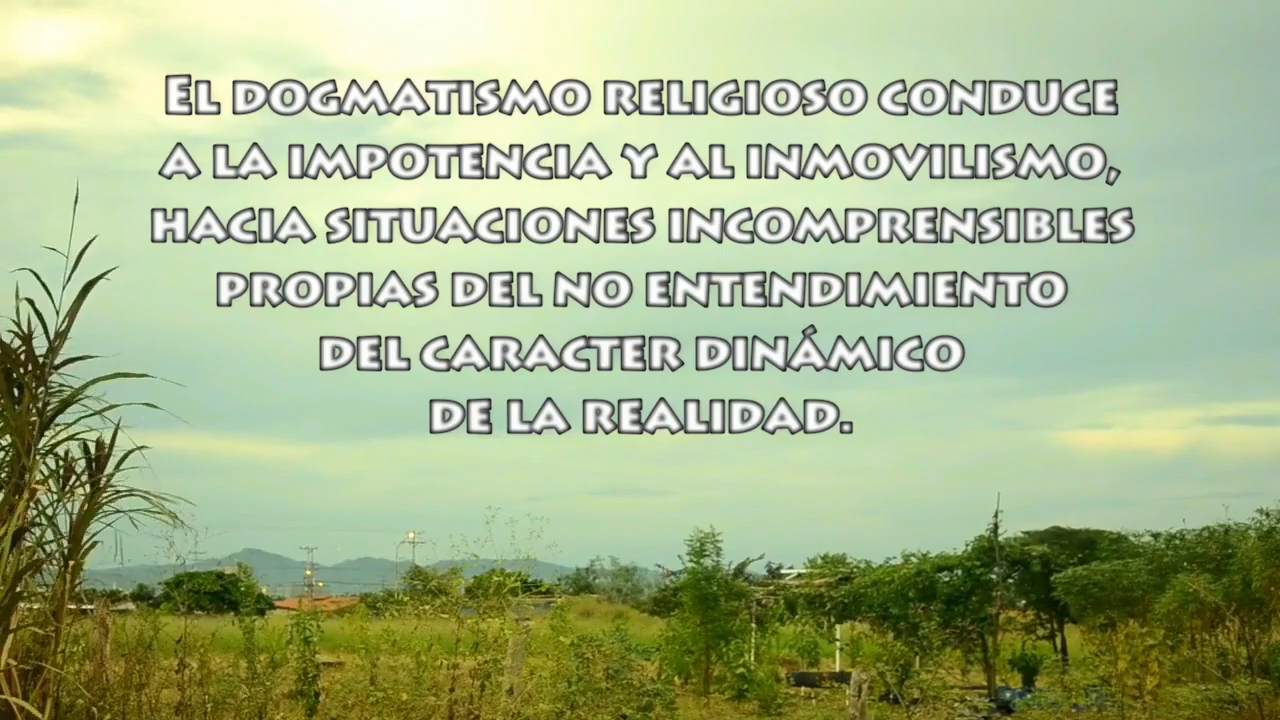 El dogmatismo religioso conduce
a la impotencia y al inmovilismo,
hacia situaciones incomprensibles
propias del no entendimiento
del caracter dinámico
de la realidad.